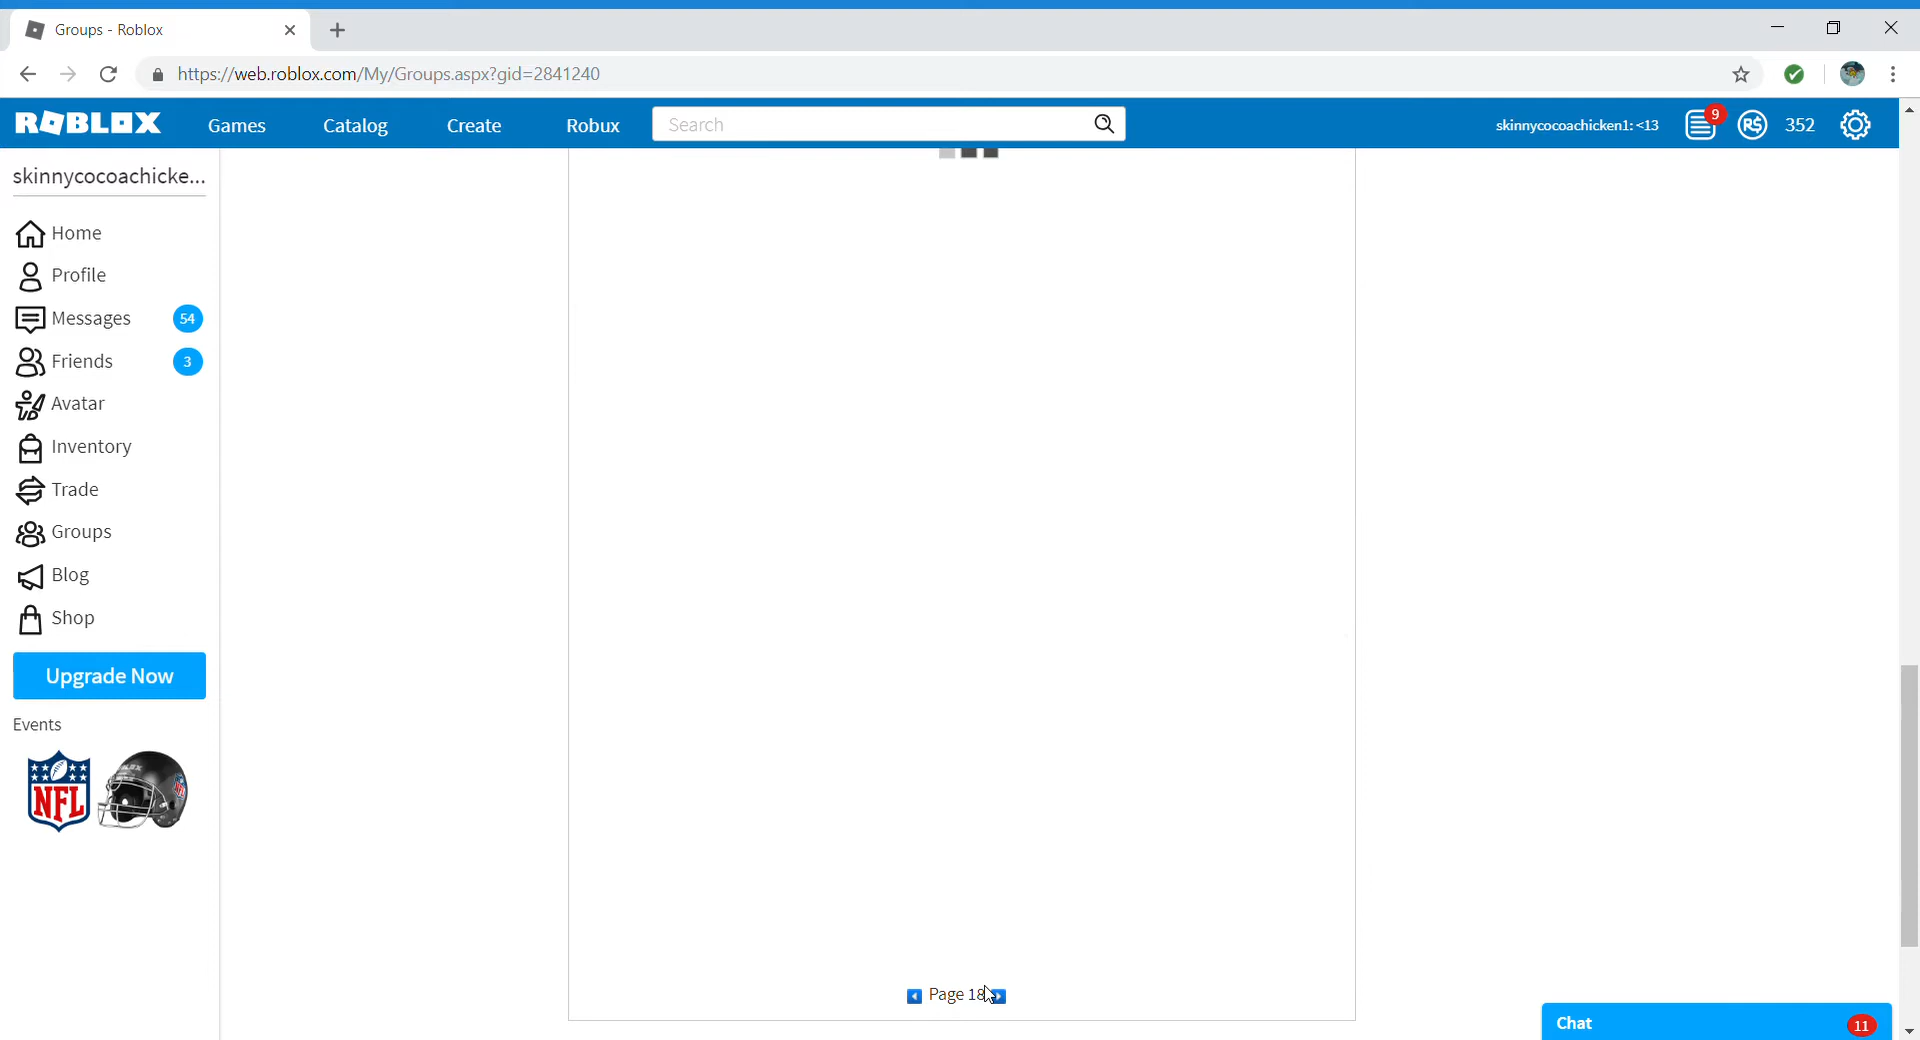 Groups - Roblox
https://web.roblox.com/My/Groups.aspx?gid=2841240
ROBLOX Games Catalog Create Robux Search skinnycocoachicken1: <13 9 R$ 352
skinnycocoachicke...
Home
Profile
Messages 54
Friends 3
Avatar
Inventory
Trade
Groups
Blog
Shop
Upgrade Now
Events
NFL
Page 18
Chat 11